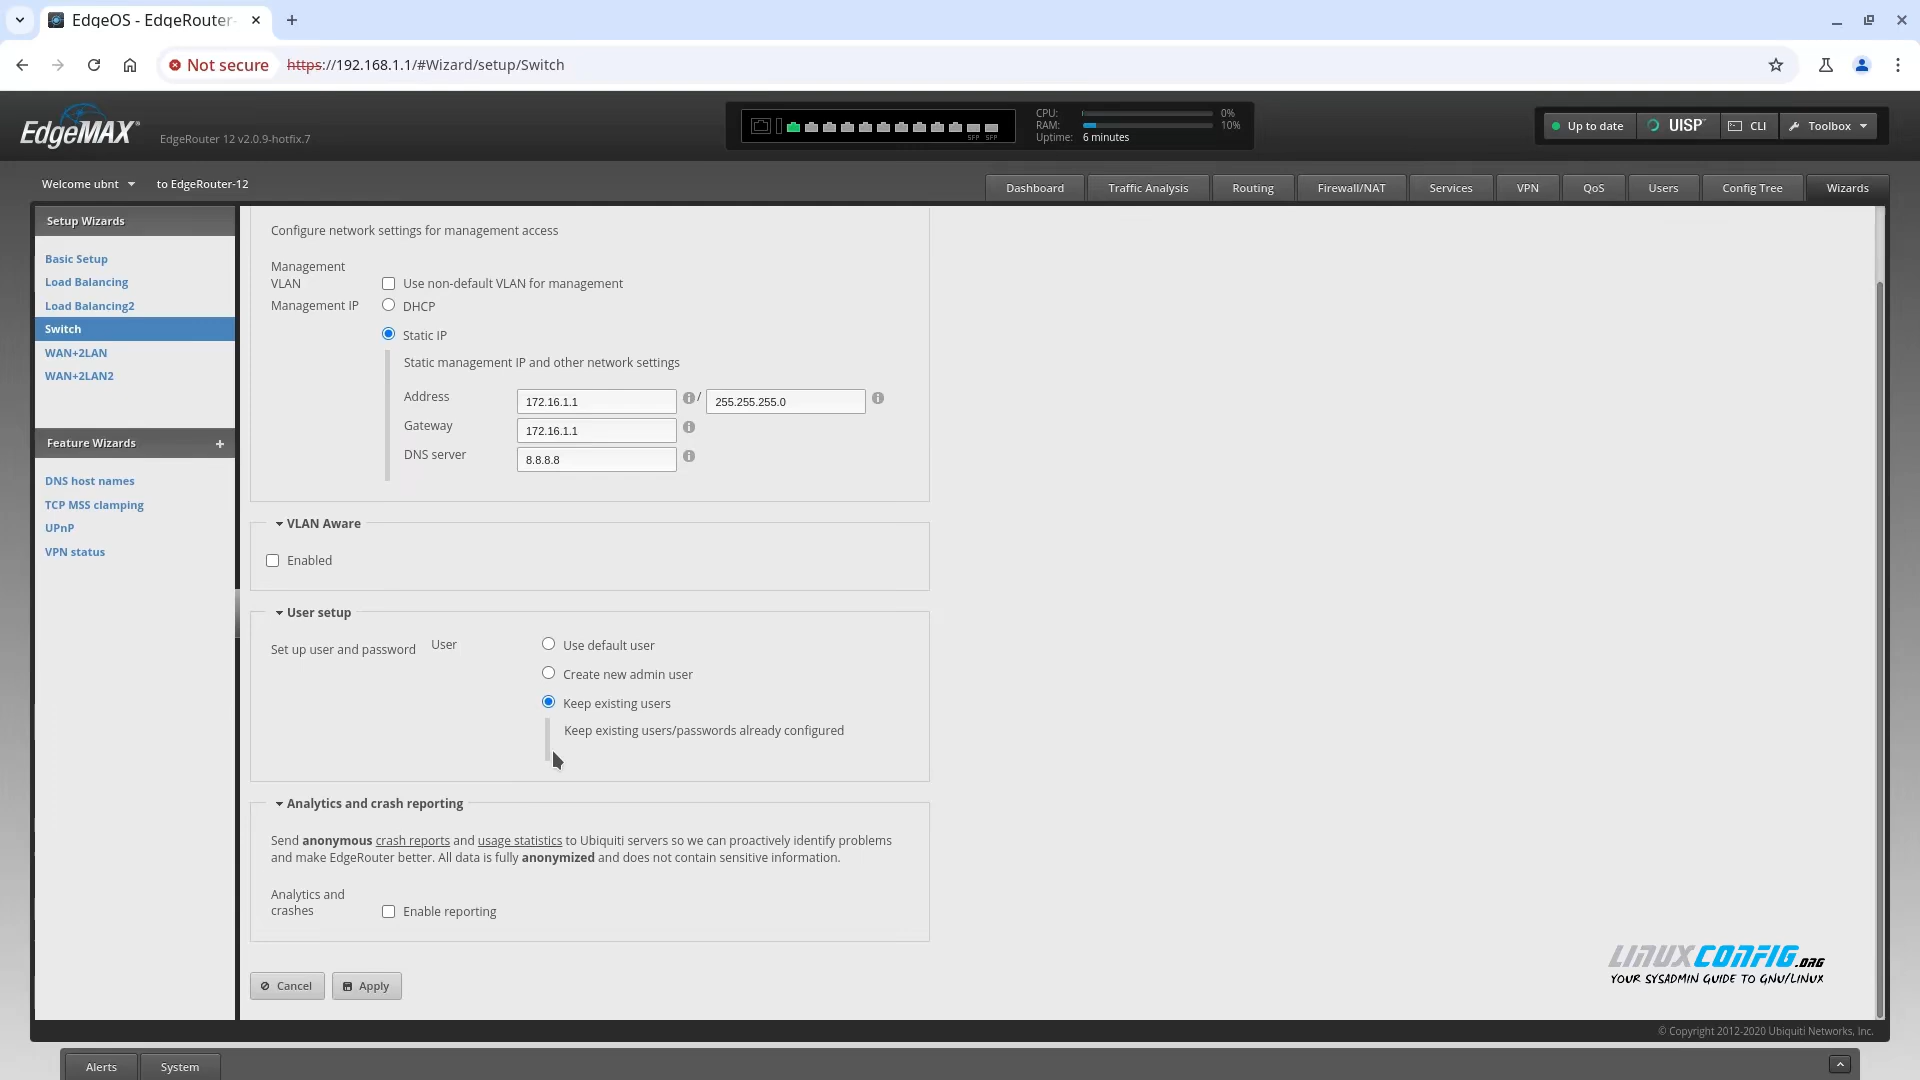 EdgeOS - EdgeRouter-
Not secure
https://192.168.1.1/#Wizard/setup/Switch
EdgeMAX
EdgeRouter 12 v2.0.9-hotfix.7
SFP SFP
CPU: 0%
RAM: 10%
Uptime: 6 minutes
Up to date
UISP
CLI
Toolbox
Welcome ubnt
to EdgeRouter-12
Dashboard
Traffic Analysis
Routing
Firewall/NAT
Services
VPN
QoS
Users
Config Tree
Wizards
Setup Wizards
Basic Setup
Load Balancing
Load Balancing2
Switch
WAN+2LAN
WAN+2LAN2
Feature Wizards +
DNS host names
TCP MSS clamping
UPnP
VPN status
Configure network settings for management access
Management
VLAN
Use non-default VLAN for management
Management IP
DHCP
Static IP
Static management IP and other network settings
Address 172.16.1.1 / 255.255.255.0
Gateway 172.16.1.1
DNS server 8.8.8.8
VLAN Aware
Enabled
User setup
Set up user and password
User
Use default user
Create new admin user
Keep existing users
Keep existing users/passwords already configured
Analytics and crash reporting
Send anonymous crash reports and usage statistics to Ubiquiti servers so we can proactively identify problems
and make EdgeRouter better. All data is fully anonymized and does not contain sensitive information.
Analytics and
crashes
Enable reporting
Cancel
Apply
LINUXCONFIG.ORG
YOUR SYSADMIN GUIDE TO GNU/LINUX
© Copyright 2012-2020 Ubiquiti Networks, Inc.
Alerts
System